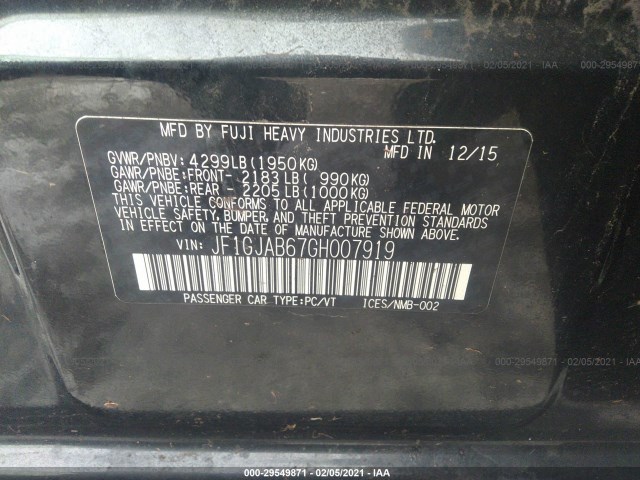 000-29549871 - 02/05/2021 - IAA
MFD BY FUJI HEAVY INDUSTRIES LTD.
MFD IN 12/15
GVWR/PNBV: 4299LB(1950KG)
GAWR/PNBE:FRONT- 2183LB( 990KG)
GAWR/PNBE:REAR - 2205LB(1000KG)
THIS VEHICLE CONFORMS TO ALL APPLICABLE FEDERAL MOTOR
VEHICLE SAFETY, BUMPER, AND THEFT PREVENTION STANDARDS
IN EFFECT ON THE DATE OF MANUFACTURE SHOWN ABOVE.
VIN: JF1GJAB67GH007919
PASSENGER CAR TYPE:PC/VT ICES/NMB-002
000-29549871 - 02/05/2021 - IAA
000-29549871 - 02/05/2021 - IAA